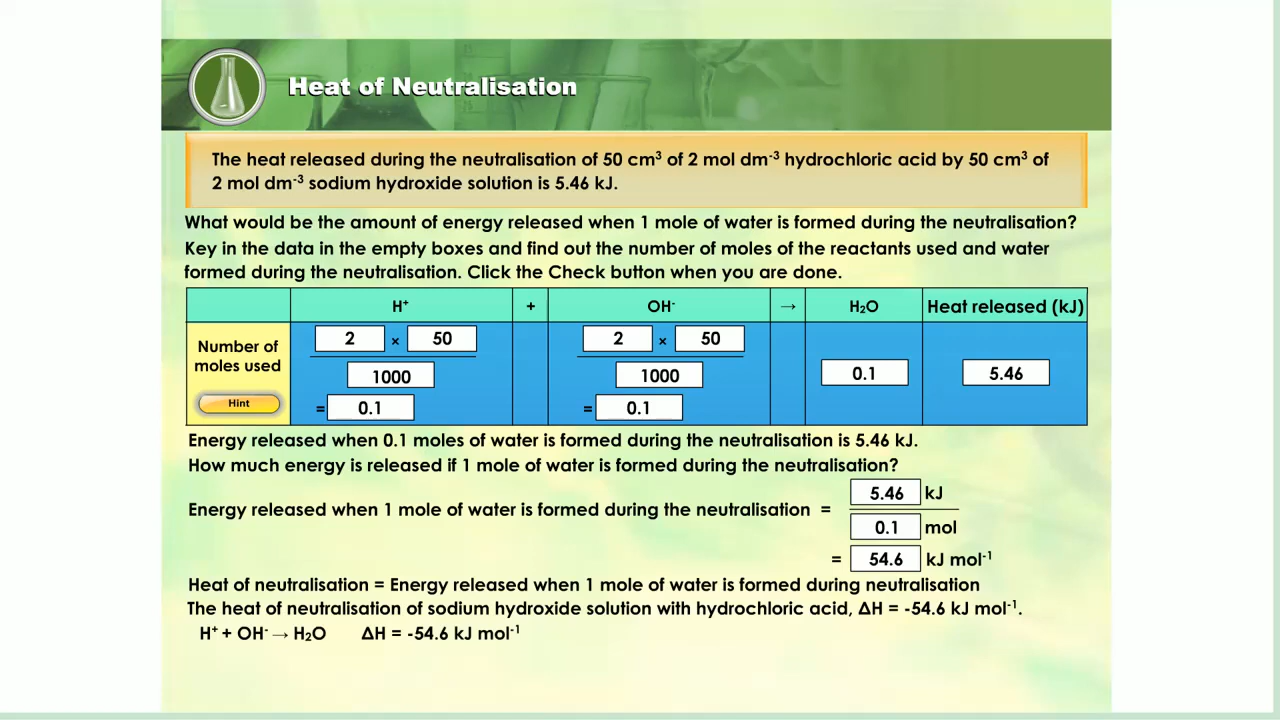 Heat of Neutralisation
The heat released during the neutralisation of 50 cm³ of 2 mol dm⁻³ hydrochloric acid by 50 cm³ of
2 mol dm⁻³ sodium hydroxide solution is 5.46 kJ.
What would be the amount of energy released when 1 mole of water is formed during the neutralisation?
Key in the data in the empty boxes and find out the number of moles of the reactants used and water
formed during the neutralisation. Click the Check button when you are done.
H⁺ + OH⁻ → H₂O Heat released (kJ)
Number of
moles used
Hint
2 × 50
1000
= 0.1
2 × 50
1000
= 0.1
0.1
5.46
Energy released when 0.1 moles of water is formed during the neutralisation is 5.46 kJ.
How much energy is released if 1 mole of water is formed during the neutralisation?
Energy released when 1 mole of water is formed during the neutralisation =
5.46 kJ
0.1 mol
= 54.6 kJ mol⁻¹
Heat of neutralisation = Energy released when 1 mole of water is formed during neutralisation
The heat of neutralisation of sodium hydroxide solution with hydrochloric acid, ΔH = -54.6 kJ mol⁻¹.
H⁺ + OH⁻ → H₂O ΔH = -54.6 kJ mol⁻¹